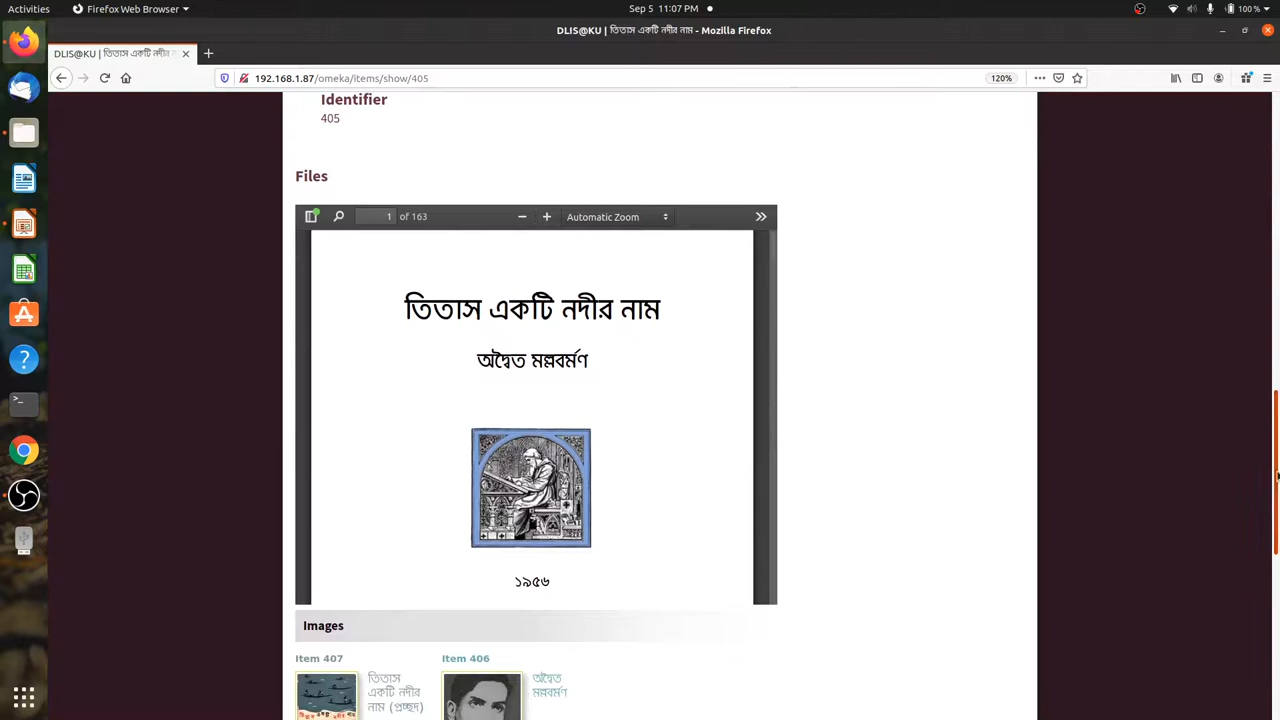 Activities
Firefox Web Browser
Sep 5 11:07 PM
100 %
DLIS@KU | তিতাস একটি নদীর নাম - Mozilla Firefox
DLIS@KU | তিতাস একটি নদীর
192.168.1.87/omeka/items/show/405
120%
Identifier
405
Files
1 of 163
Automatic Zoom
তিতাস একটি নদীর নাম
অদ্বৈত মল্লবর্মণ
১৯৫৬
Images
Item 407
Item 406
তিতাস
একটি নদীর
নাম (প্রচ্ছদ)
অদ্বৈত
মল্লবর্মণ